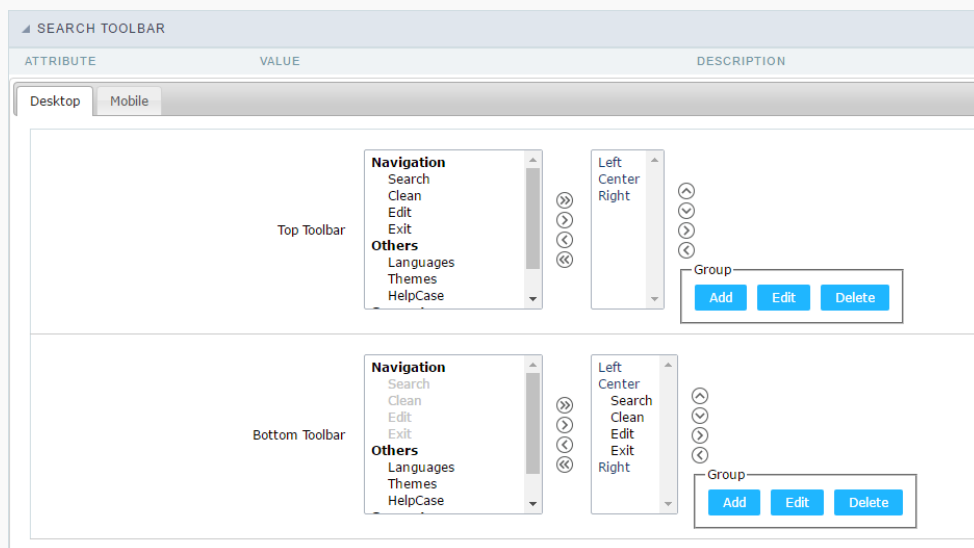 SEARCH TOOLBAR
ATTRIBUTE VALUE DESCRIPTION
Desktop Mobile
Top Toolbar
Navigation
Search
Clean
Edit
Exit
Others
Languages
Themes
HelpCase
Left
Center
Right
Group
Add Edit Delete
Bottom Toolbar
Navigation
Search
Clean
Edit
Exit
Others
Languages
Themes
HelpCase
Left
Center
Search
Clean
Edit
Exit
Right
Group
Add Edit Delete